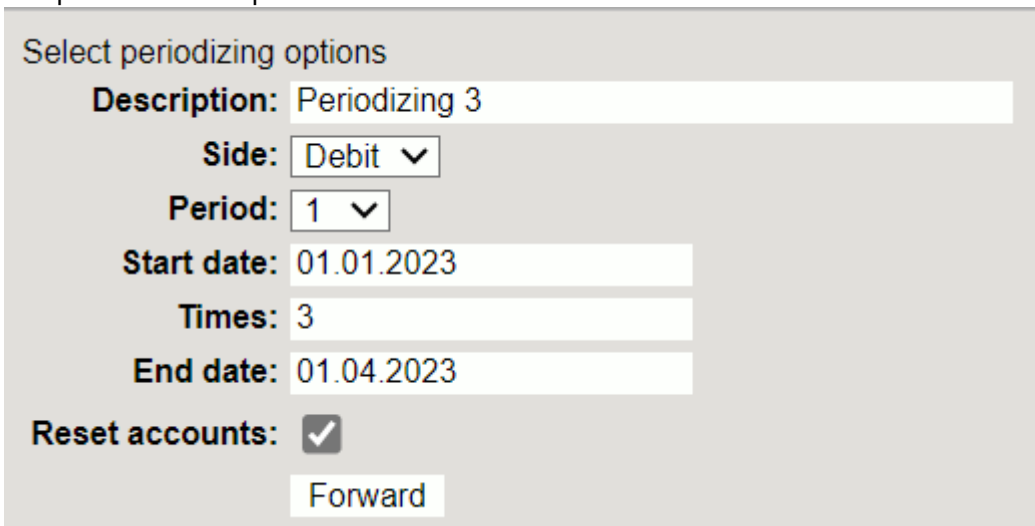 Select periodizing options
Description: Periodizing 3
Side: Debit
Period: 1
Start date: 01.01.2023
Times: 3
End date: 01.04.2023
Reset accounts:
Forward